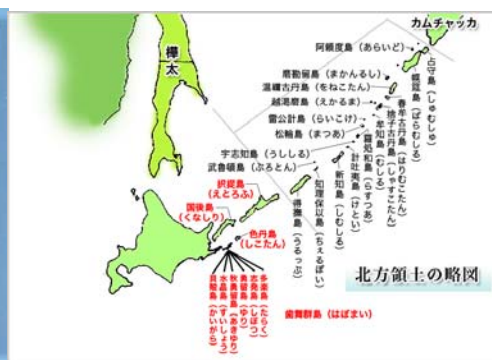 カムチャッカ
樺太
阿頼度島（あらいど）
占守島（しゅむしゅ）
幌筵島（ぱらむしる）
磨勘留島（まかんるし）
温禰古丹島（をねこたん）
越渇磨島（えかるま）
春牟古丹島（はりむこたん）
捨子古丹島（しゃすこたん）
雷公計島（らいこけ）
牟知島（むしる）
松輪島（まつあ）
羅処和島（らすつあ）
宇志知島（うししる）
計吐夷島（けとい）
武魯頓島（ぶろとん）
新知島（しむしる）
知理保以島（ちぇるぽい）
得撫島（うるっぷ）
択捉島
（えとろふ）
国後島
（くなしり）
色丹島
（しこたん）
多楽島（たらく）
志発島（しぼつ）
勇留島（ゆり）
秋勇留島（あきゆり）
水晶島（すいしょう）
貝殻島（かいがら）
歯舞群島（はぼまい）
北方領土の略図